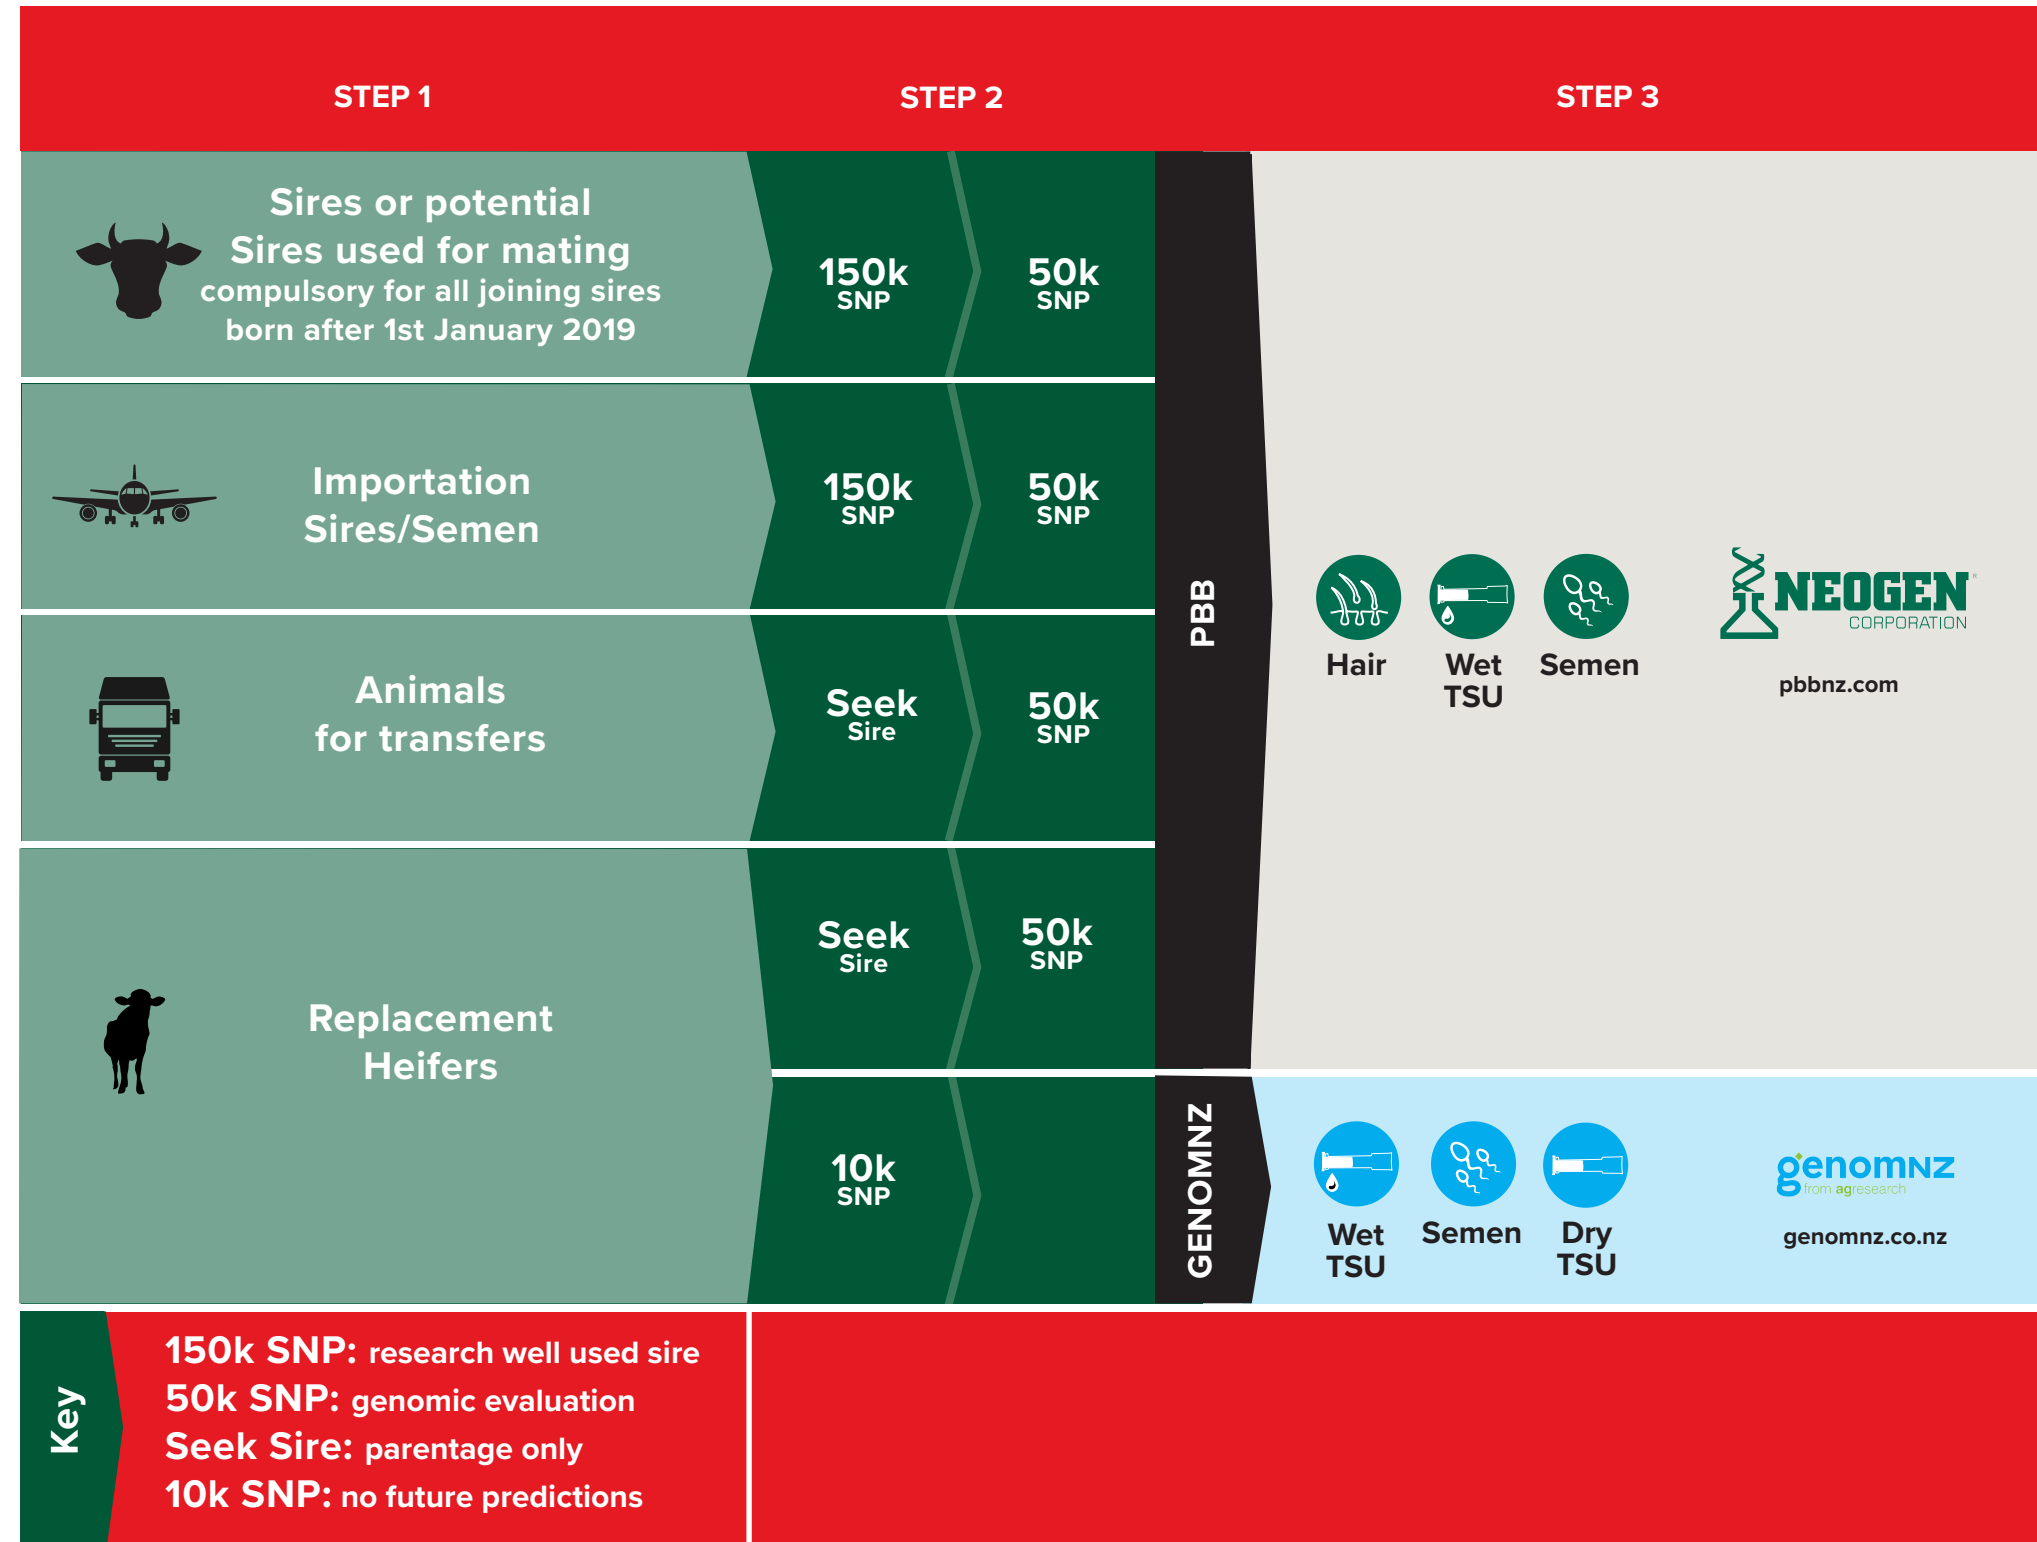 STEP 1
STEP 2
STEP 3
Sires or potential
Sires used for mating
compulsory for all joining sires
born after 1st January 2019
150k
SNP
50k
SNP
Importation
Sires/Semen
150k
SNP
50k
SNP
Animals
for transfers
Seek
Sire
50k
SNP
Replacement
Heifers
Seek
Sire
50k
SNP
10k
SNP
PBB
Hair
Wet
TSU
Semen
NEOGEN
CORPORATION
pbbnz.com
GENOMNZ
Wet
TSU
Semen
Dry
TSU
genomNZ
from agresearch
genomnz.co.nz
Key
150k SNP: research well used sire
50k SNP: genomic evaluation
Seek Sire: parentage only
10k SNP: no future predictions